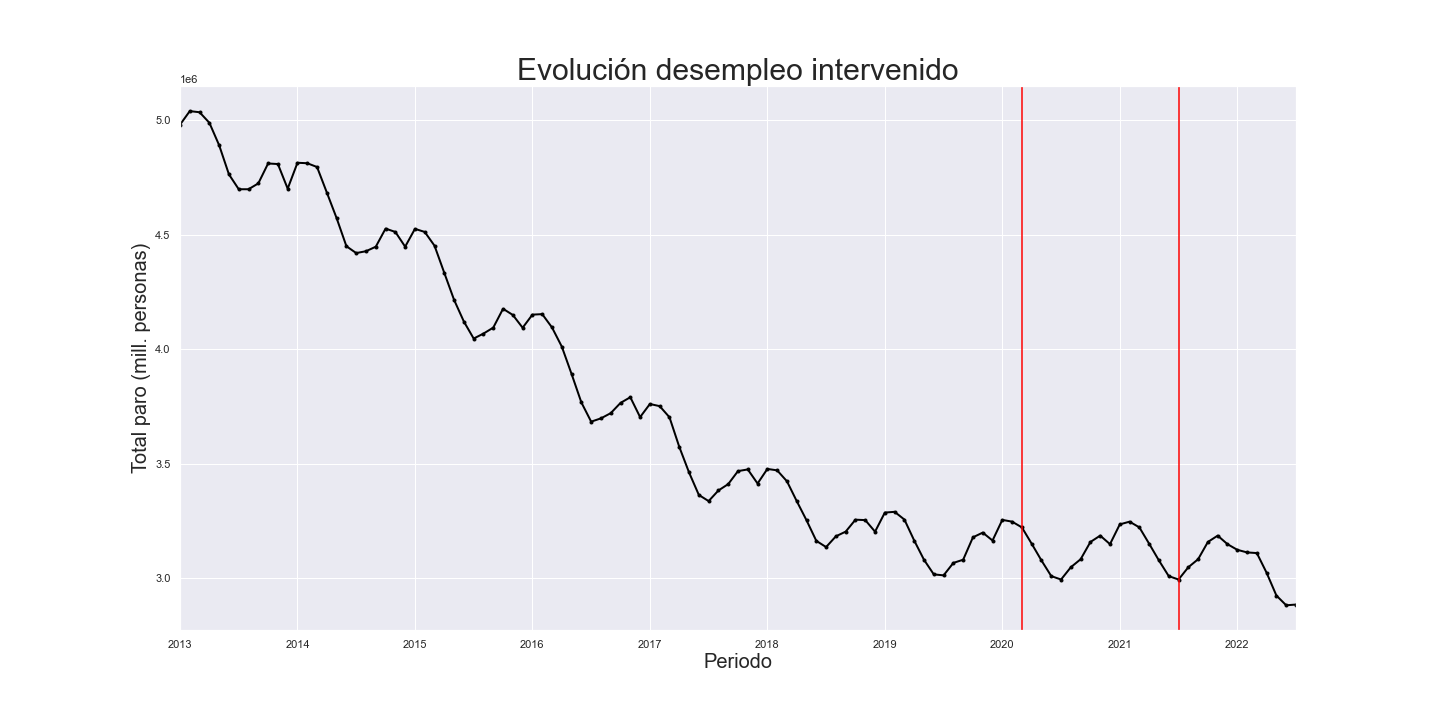 Evolución desempleo intervenido
1e6
5.0
4.5
4.0
3.5
3.0
Total paro (mill. personas)
2013 2014 2015 2016 2017 2018 2019 2020 2021 2022
Periodo